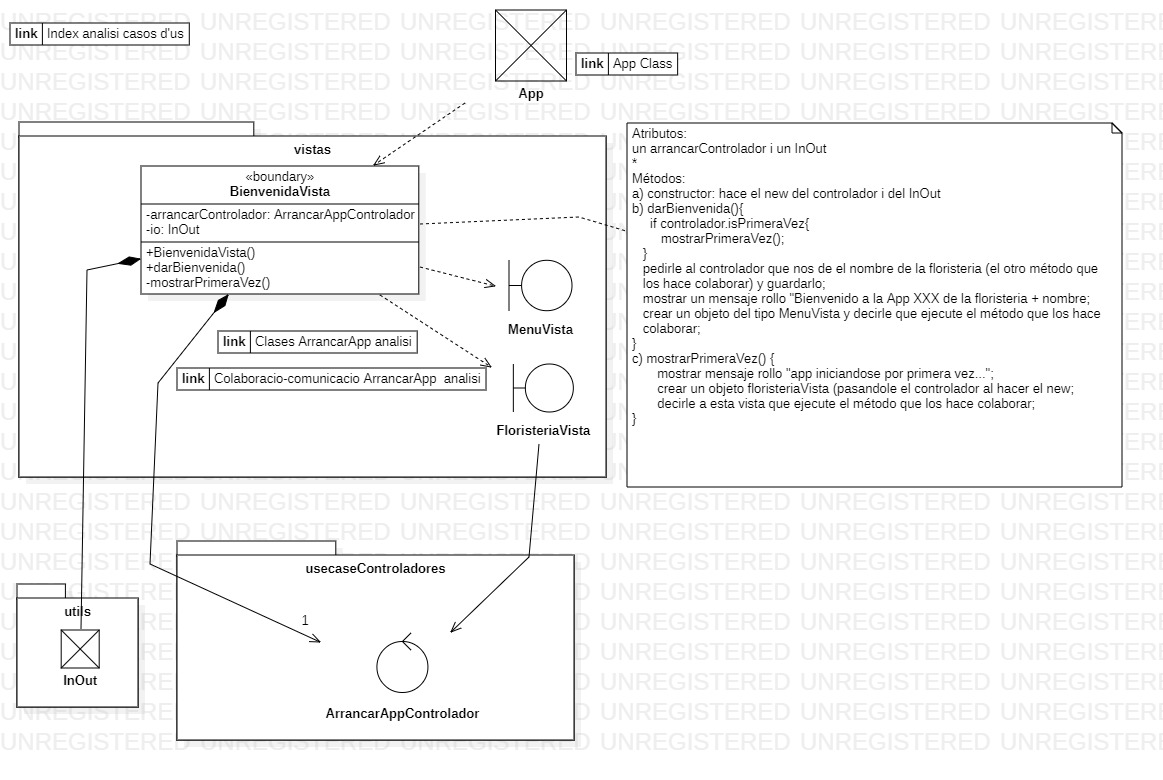 link Index analisi casos d'us
App
link App Class
vistas
«boundary»
BienvenidaVista
-arrancarControlador: ArrancarAppControlador
-io: InOut
+BienvenidaVista()
+darBienvenida()
-mostrarPrimeraVez()
MenuVista
link Clases ArrancarApp analisi
link Colaboracio-comunicacio ArrancarApp  analisi
FloristeriaVista
Atributos:
un arrancarControlador i un InOut
*
Métodos:
a) constructor: hace el new del controlador i del InOut
b) darBienvenida(){
if controlador.isPrimeraVez{
mostrarPrimeraVez();
}
pedirle al controlador que nos de el nombre de la floristeria (el otro método que
los hace colaborar) y guardarlo;
mostrar un mensaje rollo "Bienvenido a la App XXX de la floristeria + nombre;
crear un objeto del tipo MenuVista y decirle que ejecute el método que los hace
colaborar;
}
c) mostrarPrimeraVez() {
mostrar mensaje rollo "app iniciandose por primera vez...";
crear un objeto floristeriaVista (pasandole el controlador al hacer el new;
decirle a esta vista que ejecute el método que los hace colaborar;
}
usecaseControladores
1
ArrancarAppControlador
utils
InOut
UNREGISTERED